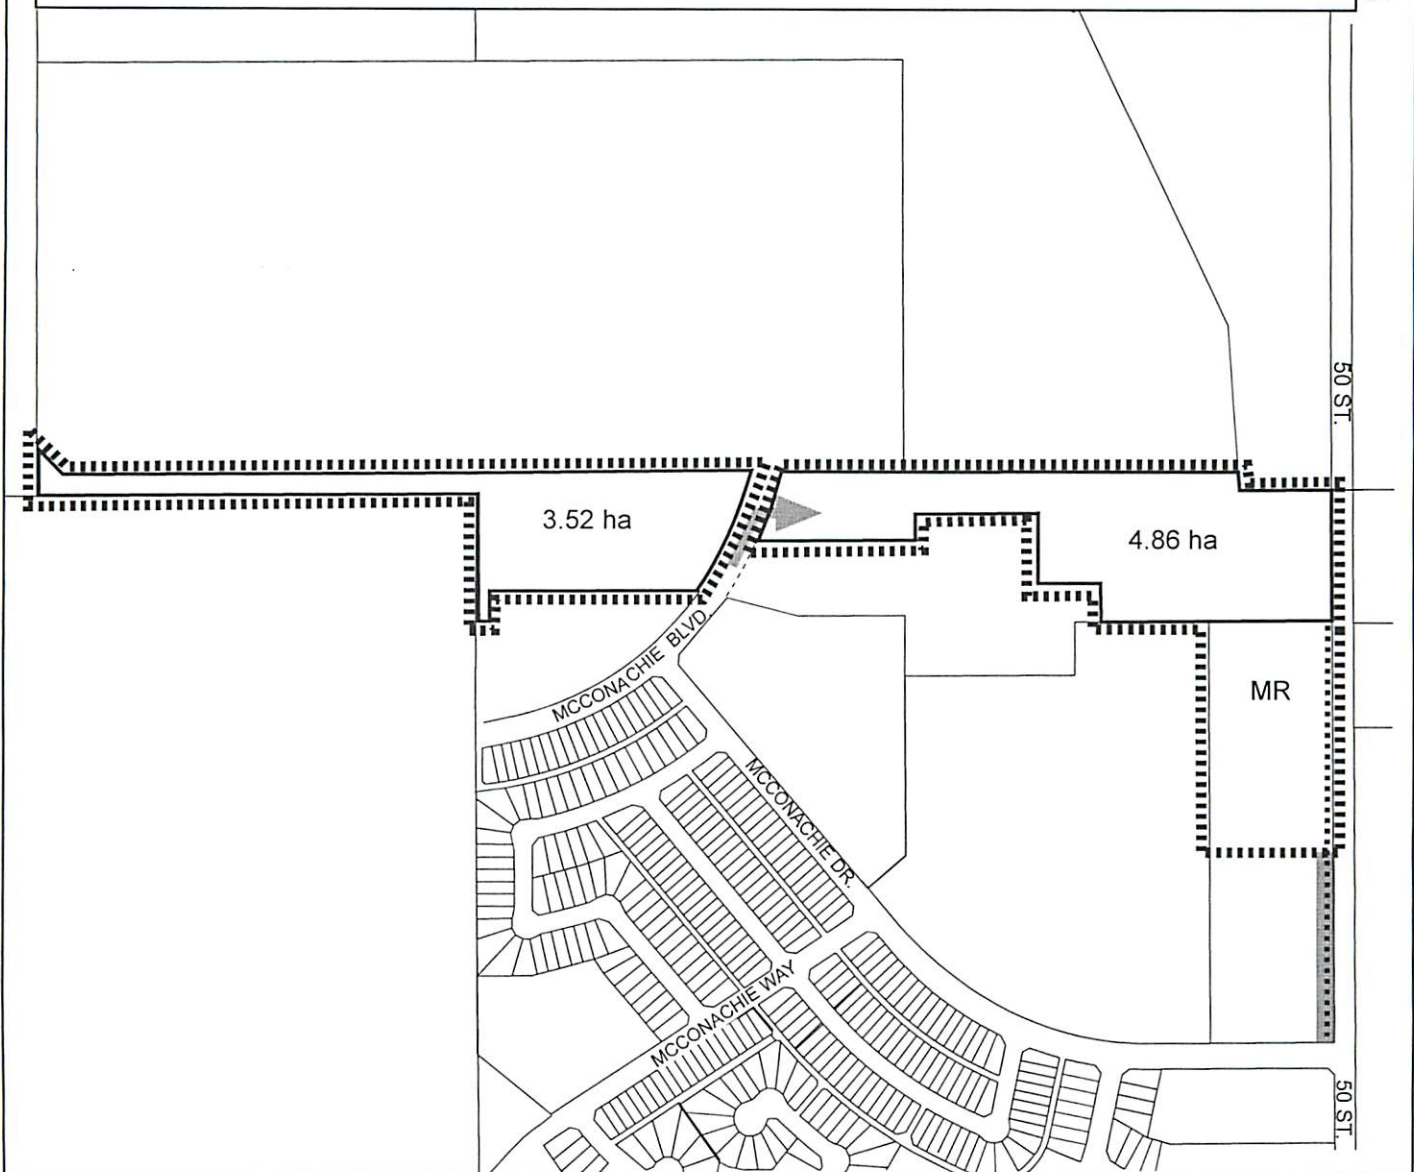 50 ST.
3.52 ha
4.86 ha
MCCONACHIE BLVD.
MR
MCCONACHIE DR.
MCCONACHIE WAY
50 ST.